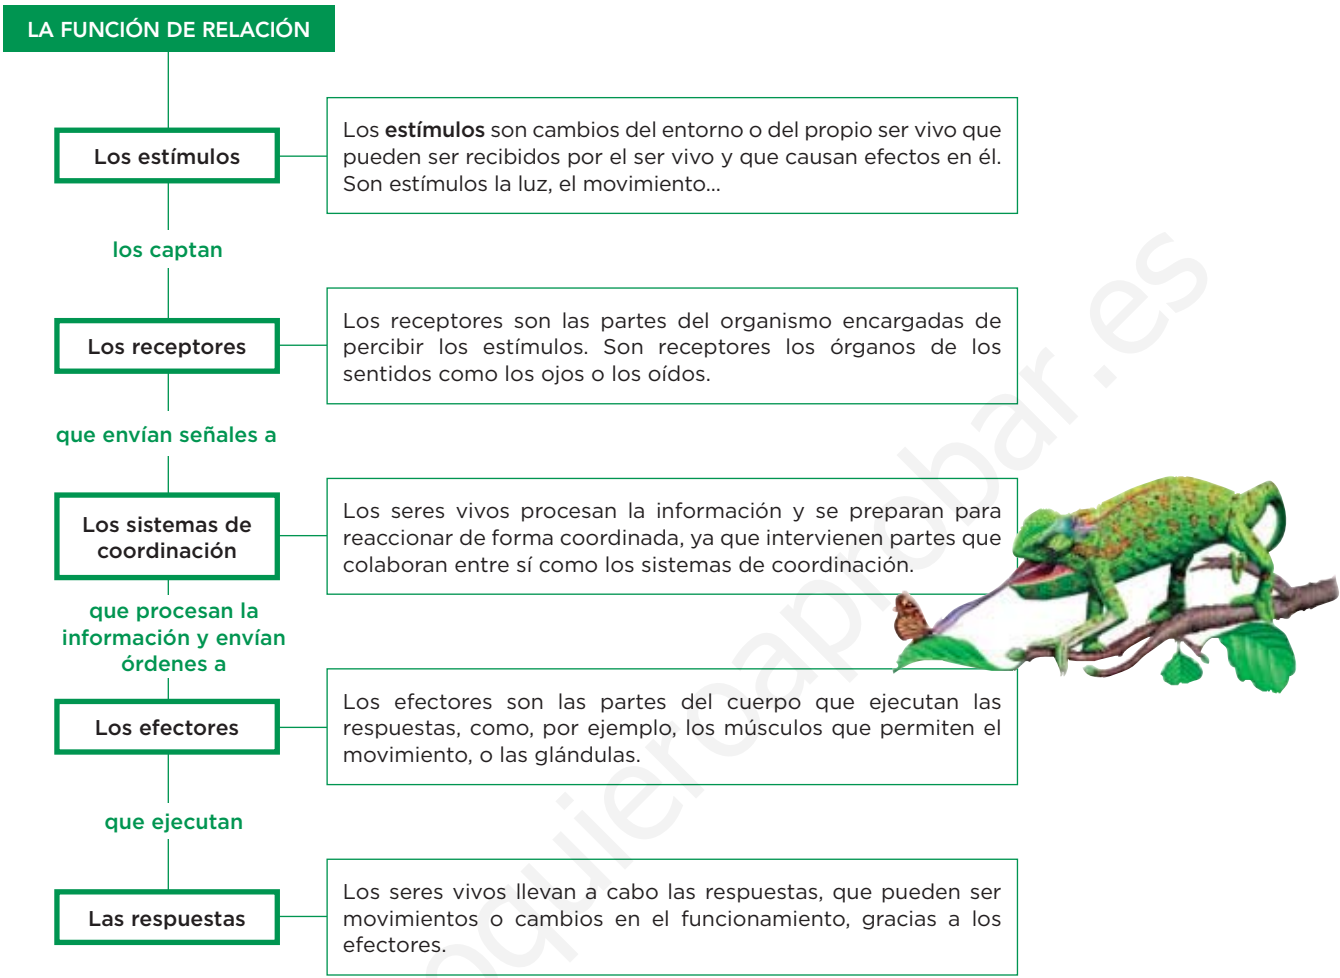 LA FUNCIÓN DE RELACIÓN
Los estímulos
Los estímulos son cambios del entorno o del propio ser vivo que
pueden ser recibidos por el ser vivo y que causan efectos en él.
Son estímulos la luz, el movimiento...
los captan
Los receptores
Los receptores son las partes del organismo encargadas de
percibir los estímulos. Son receptores los órganos de los
sentidos como los ojos o los oídos.
que envían señales a
Los sistemas de
coordinación
Los seres vivos procesan la información y se preparan para
reaccionar de forma coordinada, ya que intervienen partes que
colaboran entre sí como los sistemas de coordinación.
que procesan la
información y envían
órdenes a
Los efectores
Los efectores son las partes del cuerpo que ejecutan las
respuestas, como, por ejemplo, los músculos que permiten el
movimiento, o las glándulas.
que ejecutan
Las respuestas
Los seres vivos llevan a cabo las respuestas, que pueden ser
movimientos o cambios en el funcionamiento, gracias a los
efectores.
oquieroaprobar.es